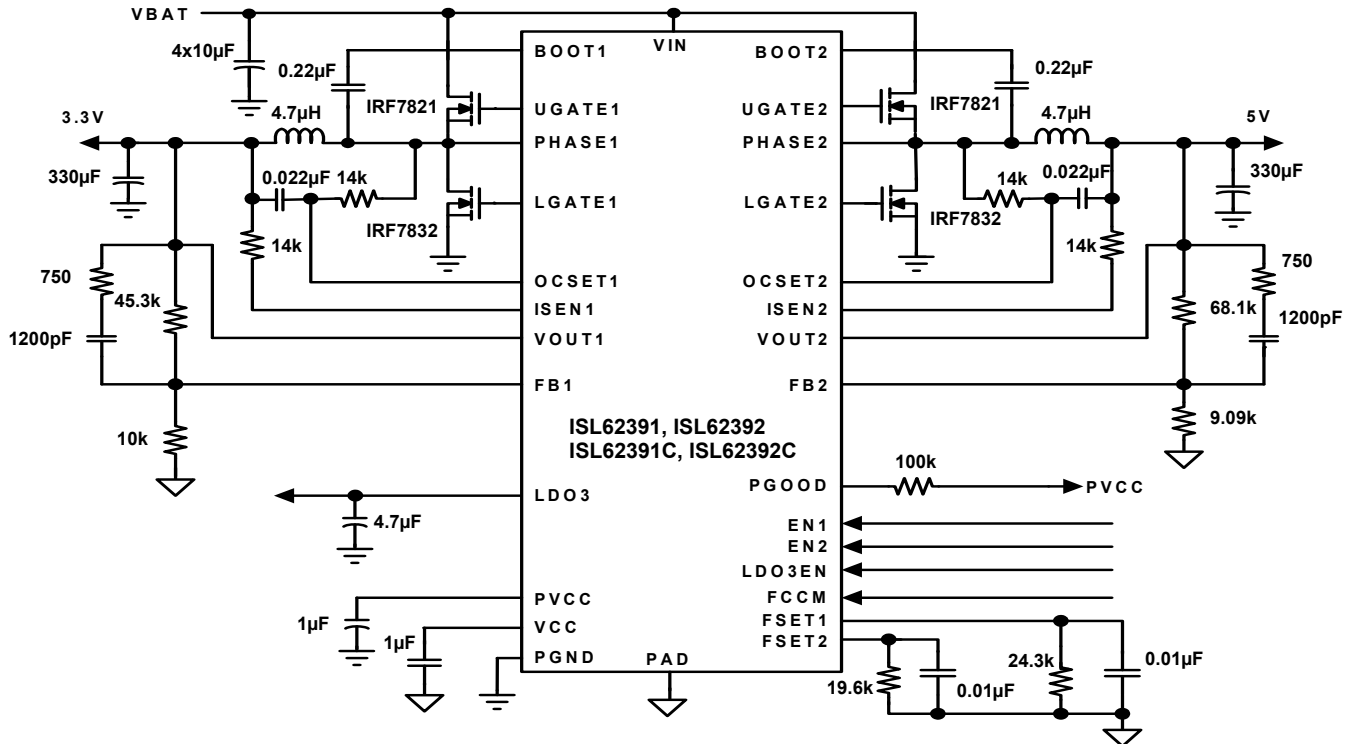 VBAT
4x10µF
0.22µF
IRF7821
4.7µH
3.3V
330µF
0.022µF
14k
IRF7832
14k
750
45.3k
1200pF
10k
4.7µF
1µF
1µF
VIN
BOOT1
UGATE1
PHASE1
LGATE1
OCSET1
ISEN1
VOUT1
FB1
ISL62391, ISL62392
ISL62391C, ISL62392C
LDO3
PVCC
VCC
PGND
PAD
BOOT2
UGATE2
PHASE2
LGATE2
OCSET2
ISEN2
VOUT2
FB2
PGOOD
EN1
EN2
LDO3EN
FCCM
FSET1
FSET2
0.22µF
IRF7821
4.7µH
5V
330µF
0.022µF
14k
IRF7832
14k
750
68.1k
1200pF
9.09k
100k
PVCC
24.3k
0.01µF
19.6k
0.01µF